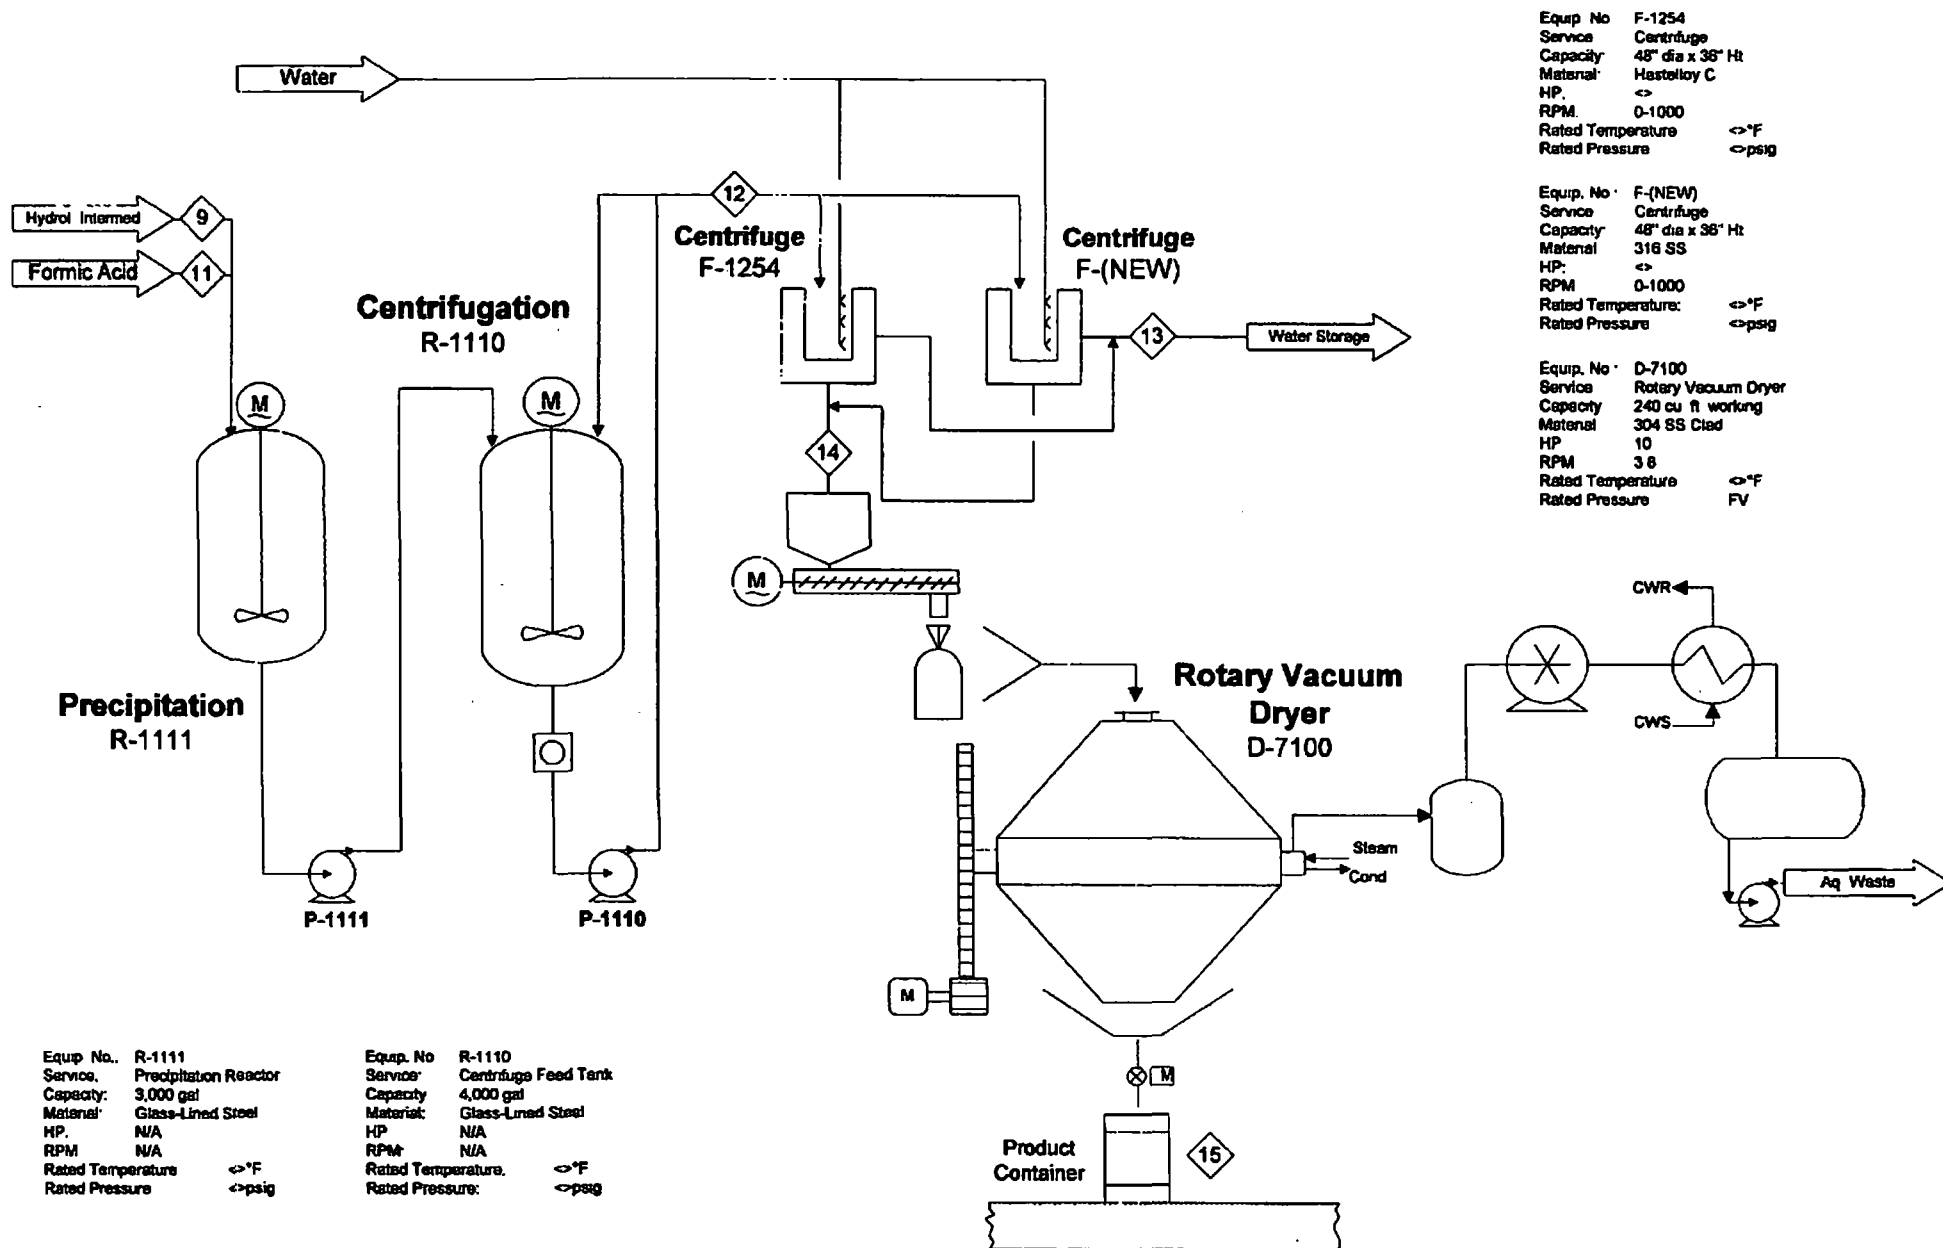 Water
Hydrol Intermed
9
Formic Acid
11
12
Centrifuge
F-1254
Centrifuge
F-(NEW)
Centrifugation
R-1110
13
Water Storage
M
M
14
M
Precipitation
R-1111
Rotary Vacuum
Dryer
D-7100
CWR
CWS
Steam
Cond
Aq Waste
P-1111
P-1110
M
M
Product
Container
15
Equip No F-1254
Service Centrifuge
Capacity 48" dia x 36" Ht
Material Hastelloy C
HP. <>
RPM. 0-1000
Rated Temperature <>°F
Rated Pressure <>psig
Equip. No F-(NEW)
Service Centrifuge
Capacity 48" dia x 36" Ht
Material 316 SS
HP: <>
RPM 0-1000
Rated Temperature: <>°F
Rated Pressure <>psig
Equip. No D-7100
Service Rotary Vacuum Dryer
Capacity 240 cu ft working
Material 304 SS Clad
HP 10
RPM 3 8
Rated Temperature <>°F
Rated Pressure FV
Equip No.. R-1111
Service. Precipitation Reactor
Capacity: 3,000 gal
Material Glass-Lined Steel
HP. N/A
RPM N/A
Rated Temperature <>°F
Rated Pressure <>psig
Equip. No R-1110
Service Centrifuge Feed Tank
Capacity 4,000 gal
Material: Glass-Lined Steel
HP N/A
RPM N/A
Rated Temperature. <>°F
Rated Pressure: <>psig